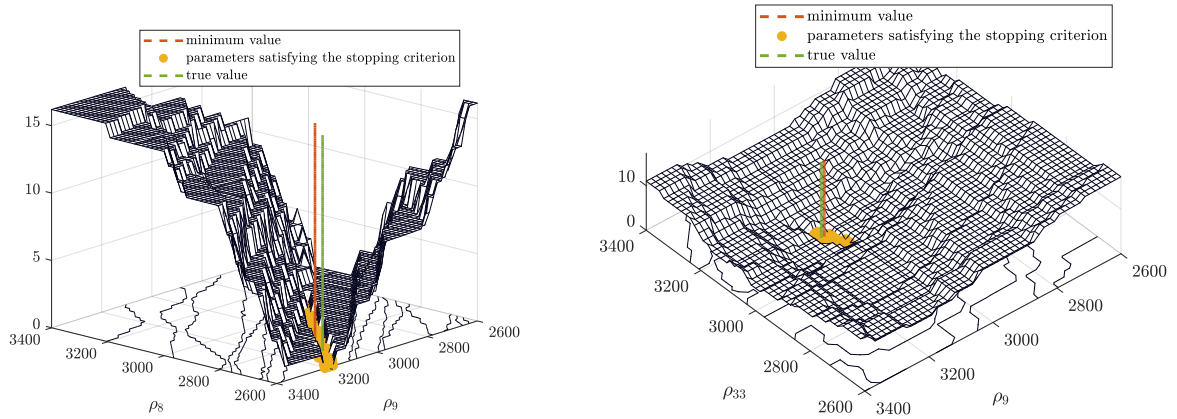 minimum value
parameters satisfying the stopping criterion
true value
15
10
5
0
3400
3200
3000
2800
2600
3400
3200
3000
2800
2600
ρ8
ρ9
minimum value
parameters satisfying the stopping criterion
true value
10
0
3400
3200
3000
2800
2600
3400
3200
3000
2800
2600
ρ33
ρ9